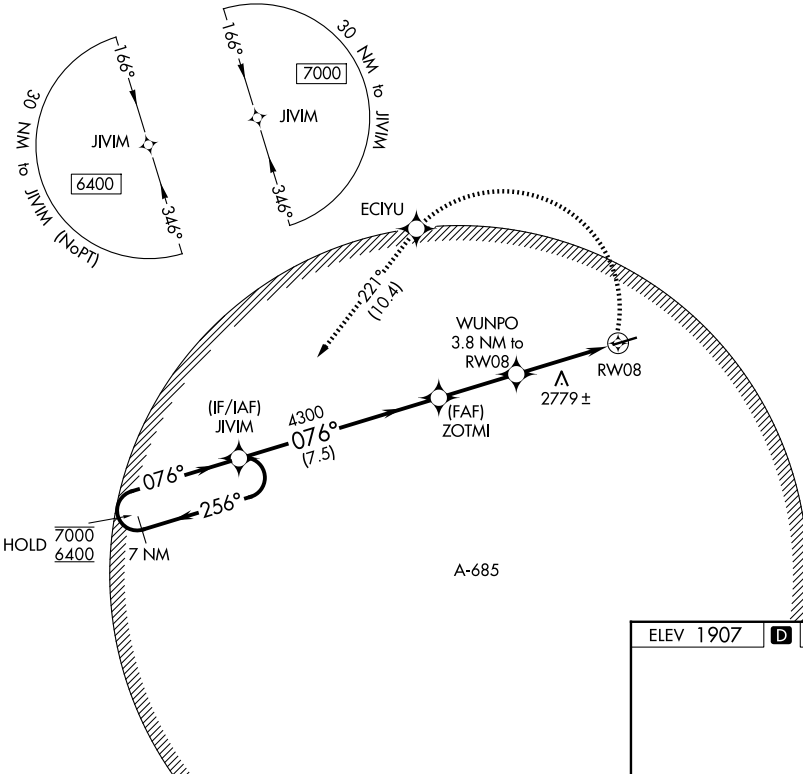 166°
30 NM to JIVIM (NoPT)
JIVIM
6400
346°
166°
30 NM to JIVIM
7000
JIVIM
346°
ECIYU
221°
(10.4)
WUNPO
3.8 NM to
RW08
RW08
2779 ±
(FAF)
ZOTMI
(IF/IAF)
JIVIM
4300
076°
(7.5)
076°
256°
HOLD
7000
6400
7 NM
A-685
ELEV 1907
D